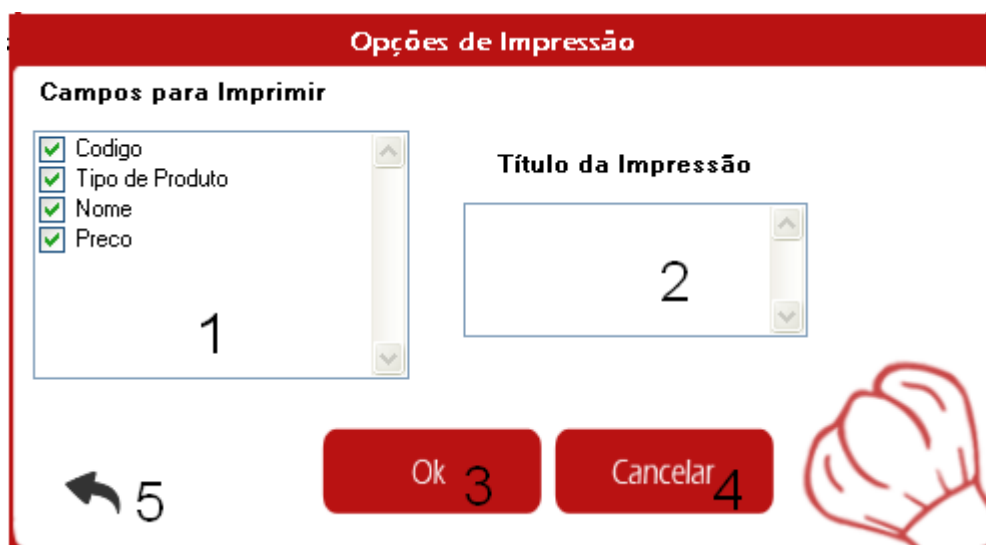 Opções de Impressão
Campos para Imprimir
Codigo
Tipo de Produto
Nome
Preco
1
Título da Impressão
2
Ok 3
Cancelar 4
5